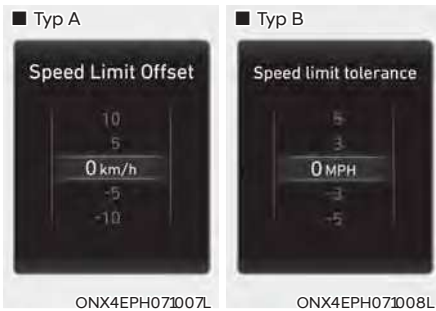 ■ Typ A
Speed Limit Offset
10
5
0 km/h
-5
-10
ONX4EPH071007L
■ Typ B
Speed limit tolerance
5
3
0 MPH
-3
-5
ONX4EPH071008L